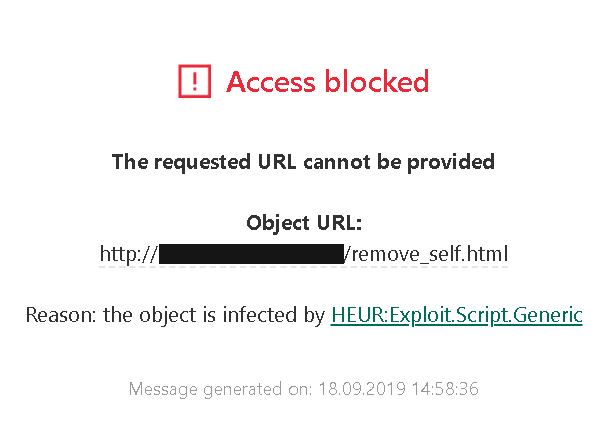 Access blocked
The requested URL cannot be provided
Object URL:
http:// /remove_self.html
Reason: the object is infected by HEUR:Exploit.Script.Generic
Message generated on: 18.09.2019 14:58:36